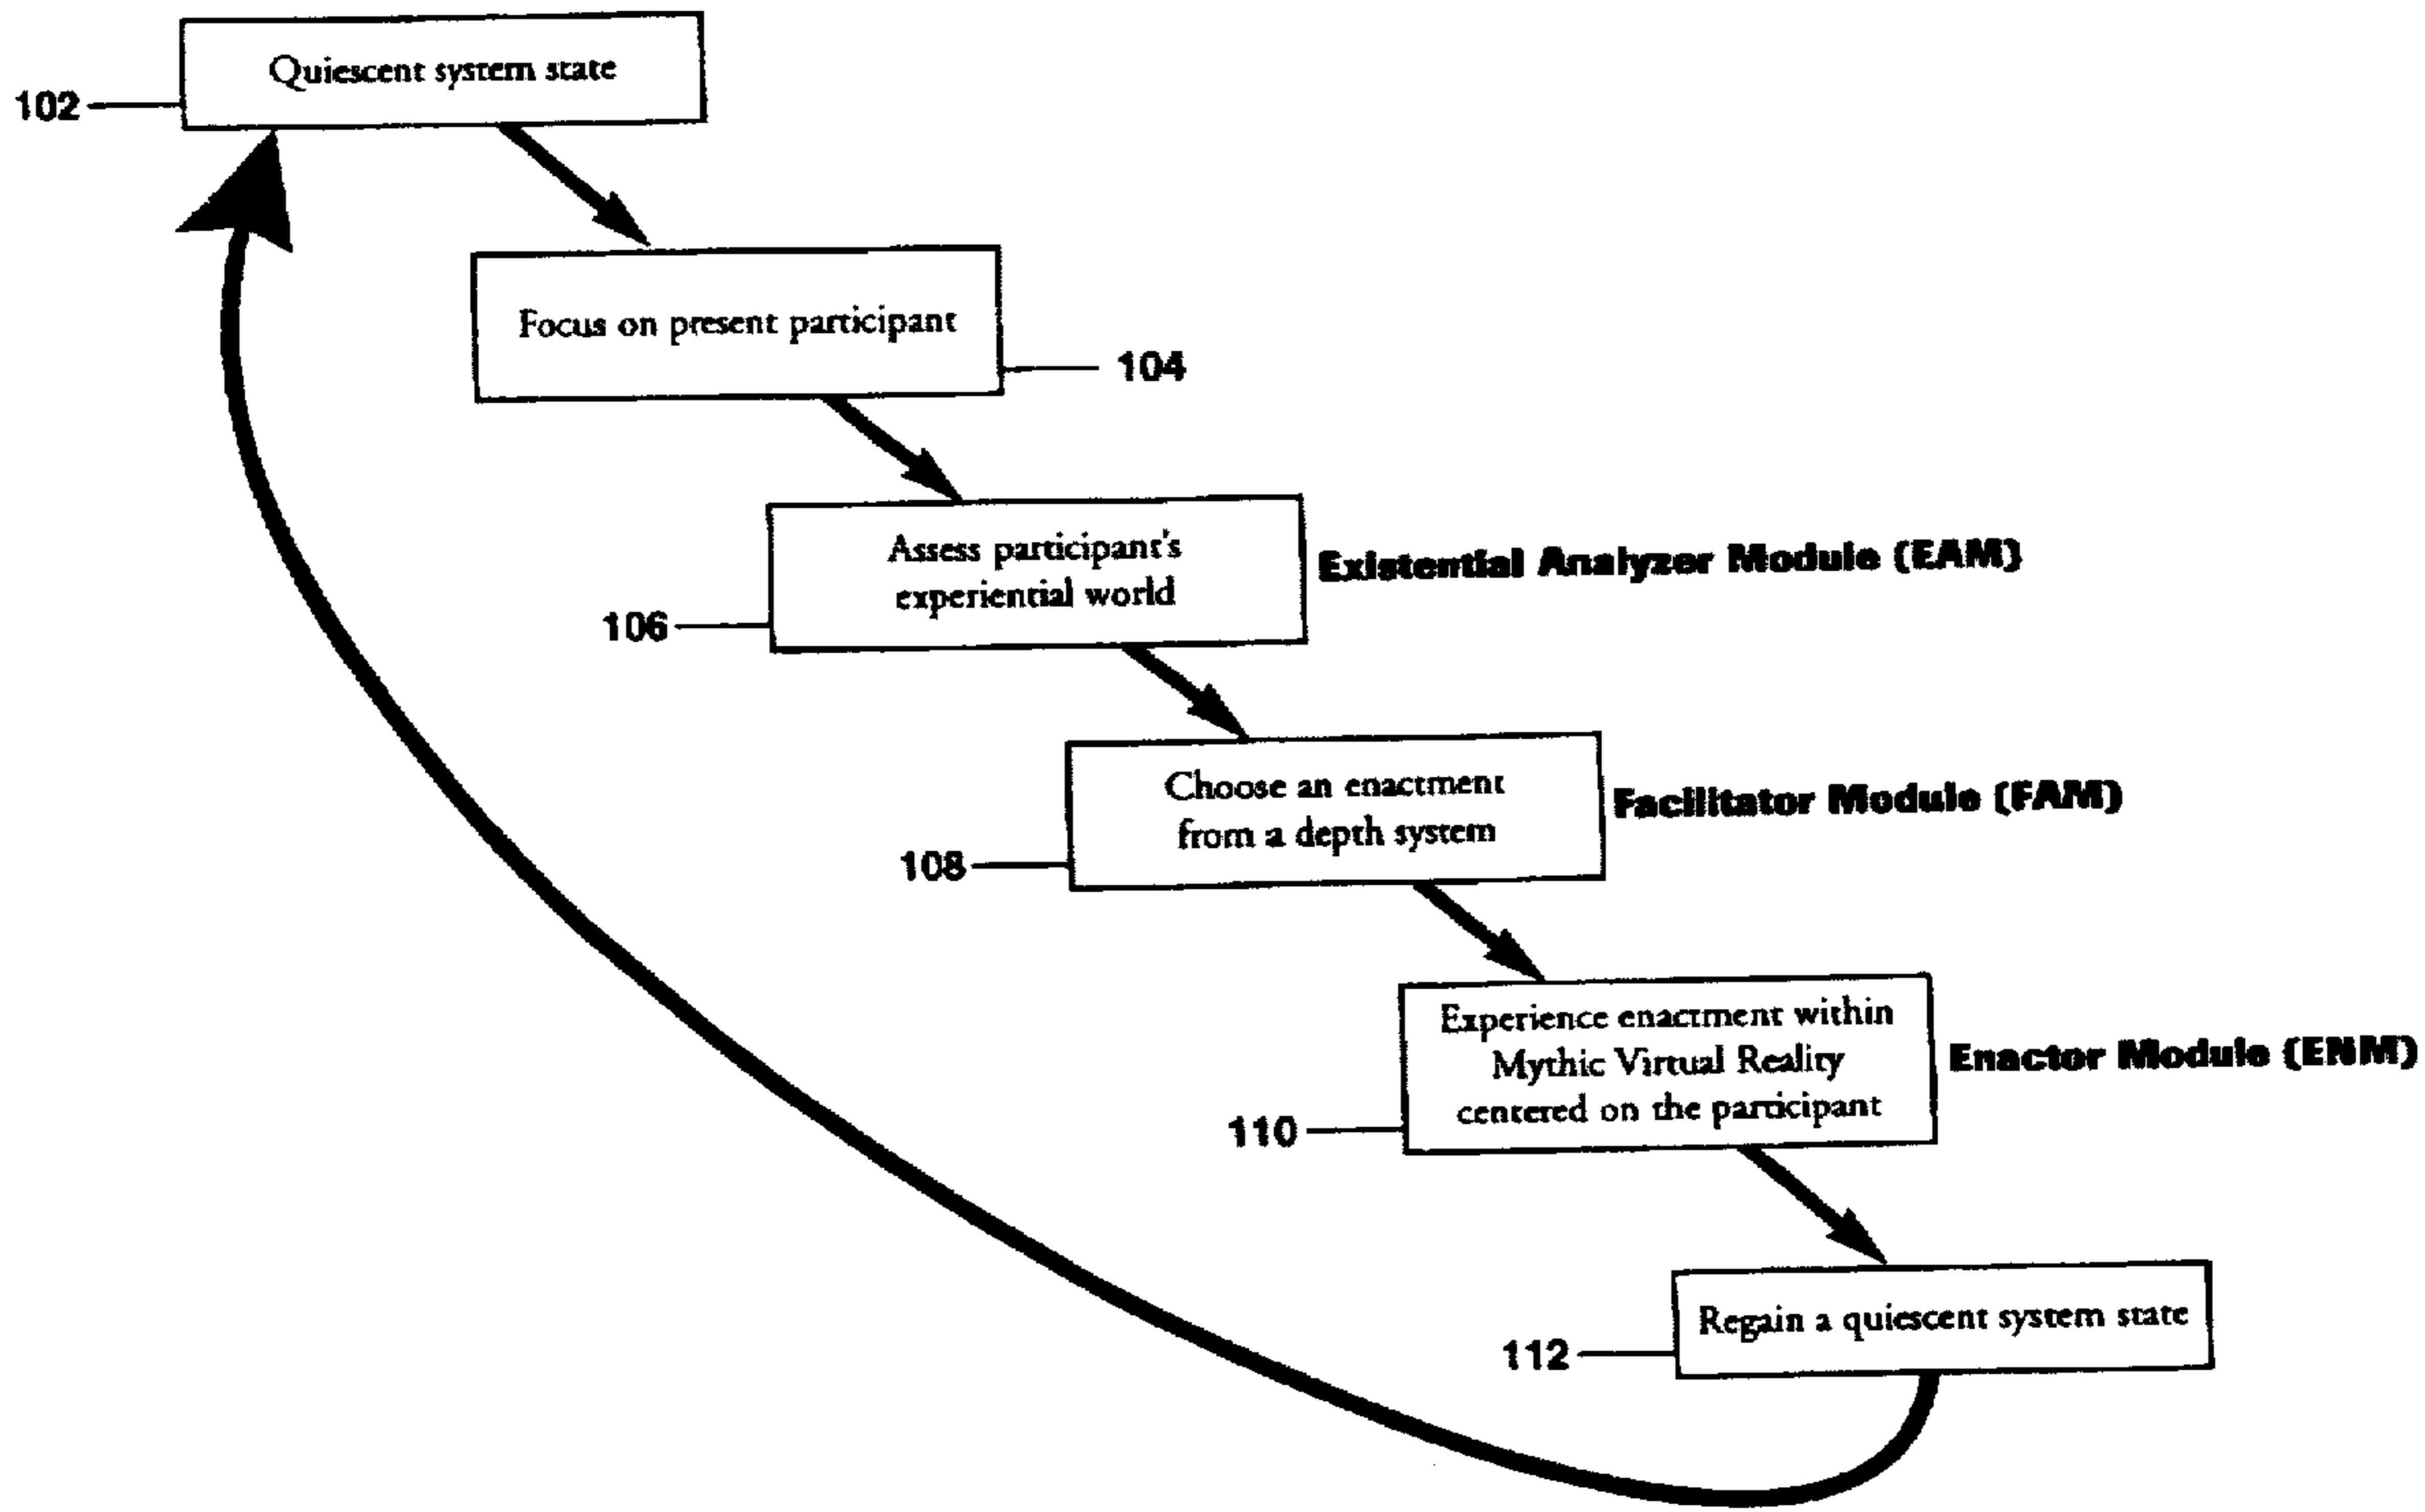 Quiescent system state
102
Focus on present participant
104
Assess participant's
experiential world
Existential Analyzer Module (EAM)
106
Choose an enactment
from a depth system
Facilitator Module (FAM)
108
Experience enactment within
Mythic Virtual Reality
centered on the participant
Enactor Module (ENM)
110
Regain a quiescent system state
112